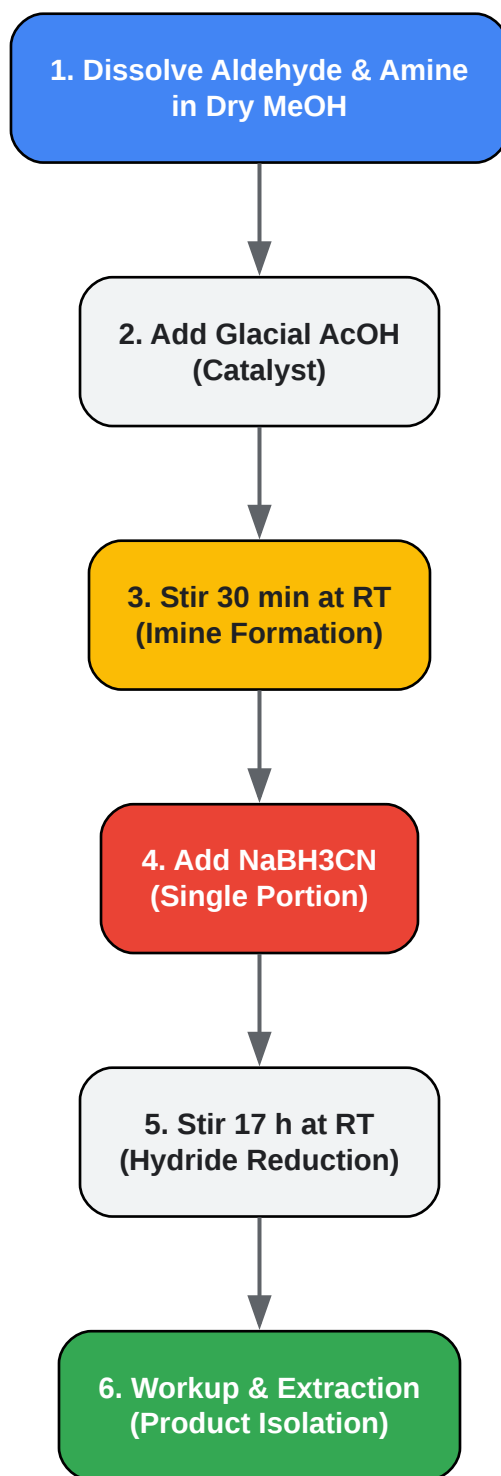 1. Dissolve Aldehyde & Amine
in Dry MeOH
2. Add Glacial AcOH
(Catalyst)
3. Stir 30 min at RT
(Imine Formation)
4. Add NaBH3CN
(Single Portion)
5. Stir 17 h at RT
(Hydride Reduction)
6. Workup & Extraction
(Product Isolation)